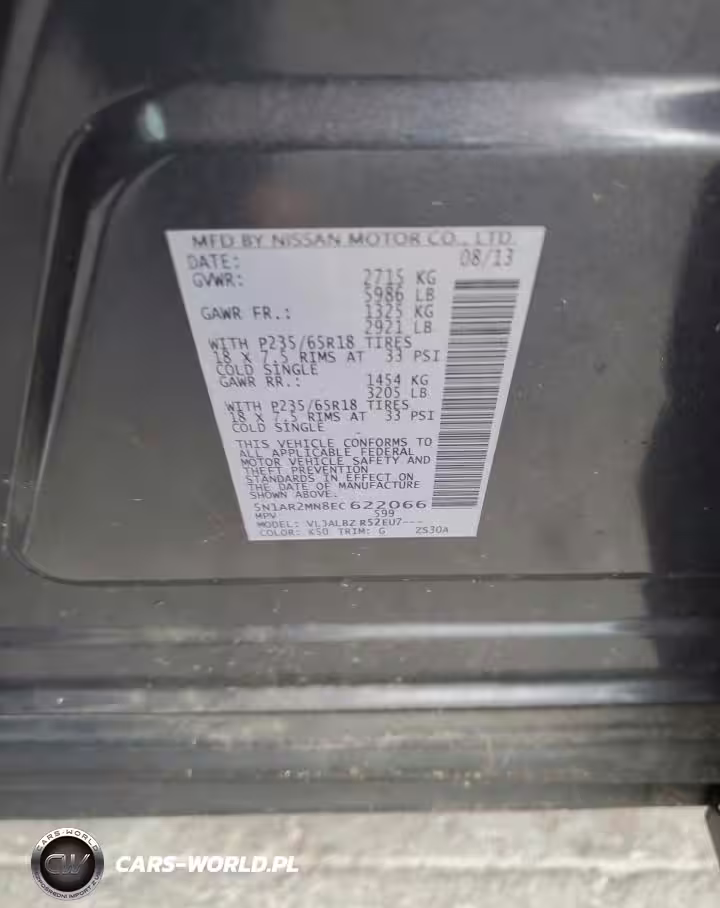 MFD BY NISSAN MOTOR CO., LTD.
DATE: 08/13
GVWR: 2715 KG
5986 LB
GAWR FR.: 1325 KG
2921 LB
WITH P235/65R18 TIRES
18 X 7.5 RIMS AT 33 PSI
COLD SINGLE
GAWR RR.: 1454 KG
3205 LB
WITH P235/65R18 TIRES
18 X 7.5 RIMS AT 33 PSI
COLD SINGLE
THIS VEHICLE CONFORMS TO
ALL APPLICABLE FEDERAL
MOTOR VEHICLE SAFETY AND
THEFT PREVENTION
STANDARDS IN EFFECT ON
THE DATE OF MANUFACTURE
SHOWN ABOVE.
5N1AR2MN8EC622066
MPV 599
MODEL: VLJALBZ R52EU7---
COLOR: K50 TRIM: G ZS30A
CARS-WORLD
CW
CARS-WORLD.PL